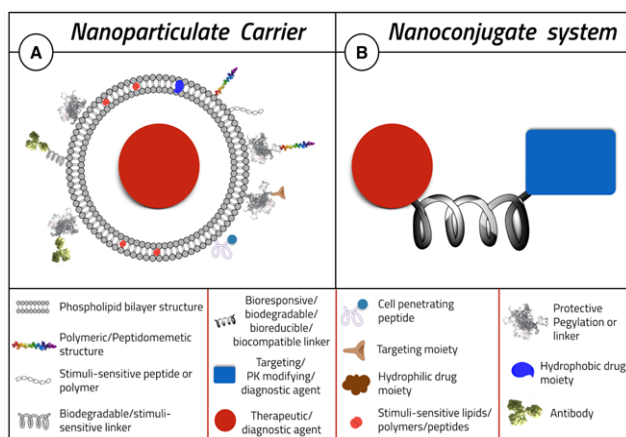 A
Nanoparticulate Carrier
B
Nanoconjugate system
Phospholipid bilayer structure
Polymeric/Peptidomemetic
structure
Stimuli-sensitive peptide or
polymer
Biodegradable/stimuli-
sensitive linker
Bioresponsive/
biodegradable/
bioreducible/
biocompatible linker
Targeting/
PK modifying/
diagnostic agent
Therapeutic/
diagnostic agent
Cell penetrating
peptide
Targeting moiety
Hydrophilic drug
moiety
Stimuli-sensitive lipids/
polymers/peptides
Protective
Pegylation or
linker
Hydrophobic drug
moiety
Antibody